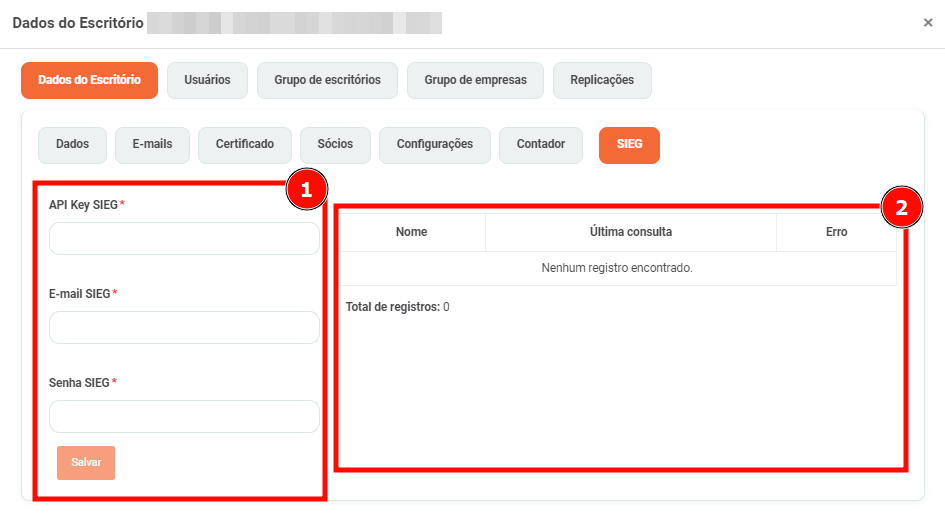 Dados do Escritório
×
Dados do Escritório Usuários Grupo de escritórios Grupo de empresas Replicações
Dados E-mails Certificado Sócios Configurações Contador SIEG
1
API Key SIEG*
E-mail SIEG*
Senha SIEG*
Salvar
2
Nome Última consulta Erro
Nenhum registro encontrado.
Total de registros: 0